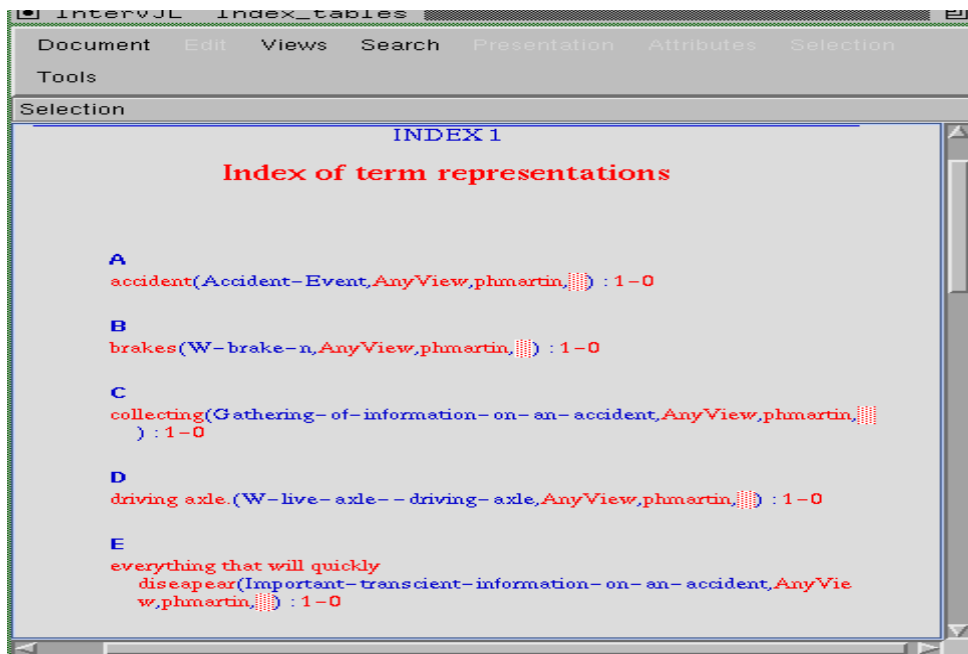 IntervJL Index_tables
Document Edit Views Search Presentation Attributes Selection
Tools
Selection
INDEX 1
Index of term representations
A
accident(Accident-Event,AnyView,phmartin,) : 1-0
B
brakes(W-brake-n,AnyView,phmartin,) : 1-0
C
collecting(Gathering-of-information-on-an-accident,AnyView,phmartin,
) : 1-0
D
driving axle.(W-live-axle--driving-axle,AnyView,phmartin,) : 1-0
E
everything that will quickly
diseapear(Important-transcient-information-on-an-accident,AnyVie
w,phmartin,) : 1-0